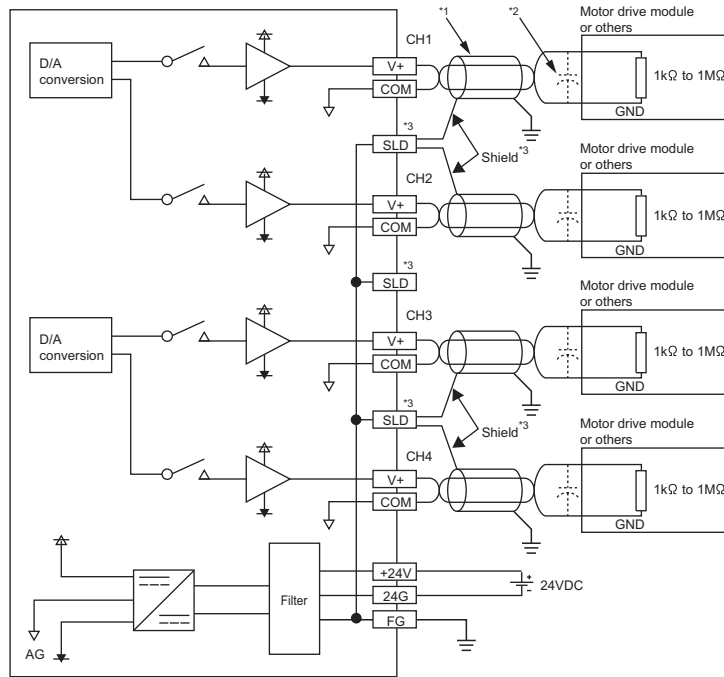 CH1
*1
*2
Motor drive module
or others
D/A
conversion
V+
COM
1kΩ to 1MΩ
GND
*3
SLD
Shield*3
Motor drive module
or others
CH2
V+
COM
1kΩ to 1MΩ
GND
*3
SLD
Motor drive module
or others
CH3
D/A
conversion
V+
COM
1kΩ to 1MΩ
GND
*3
SLD
Shield*3
Motor drive module
or others
CH4
V+
COM
1kΩ to 1MΩ
GND
+24V
24VDC
Filter
24G
FG
AG